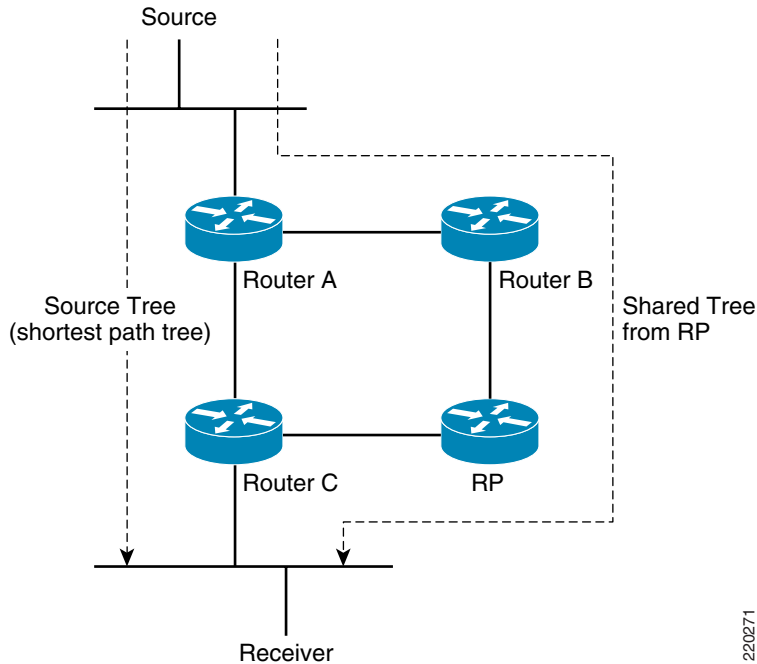 Source
Router A
Router B
Source Tree
(shortest path tree)
Shared Tree
from RP
Router C
RP
Receiver
220271